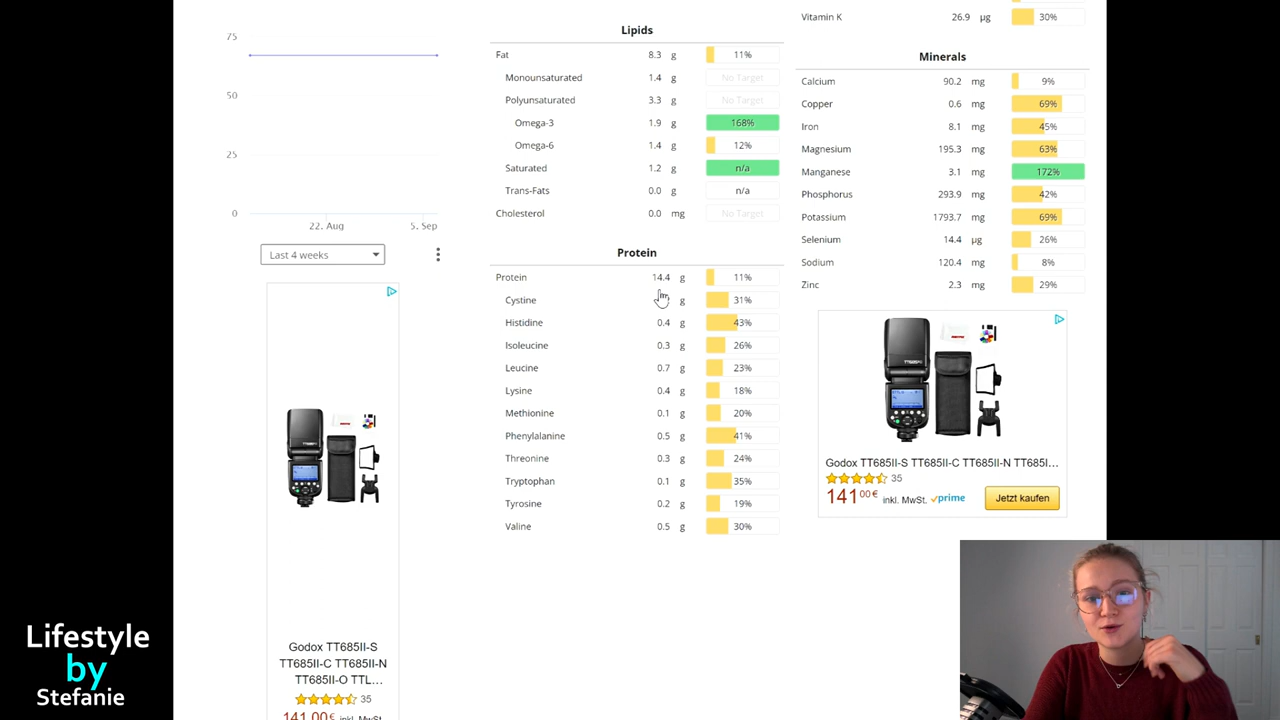 75
50
25
0
22. Aug
5. Sep
Last 4 weeks
Godox TT685II-S
TT685II-C TT685II-N
TT685II-O TTL...
35
Lipids
Fat 8.3 g 11%
Monounsaturated 1.4 g No Target
Polyunsaturated 3.3 g No Target
Omega-3 1.9 g 168%
Omega-6 1.4 g 12%
Saturated 1.2 g n/a
Trans-Fats 0.0 g n/a
Cholesterol 0.0 mg No Target
Protein
Protein 14.4 g 11%
Cystine g 31%
Histidine 0.4 g 43%
Isoleucine 0.3 g 26%
Leucine 0.7 g 23%
Lysine 0.4 g 18%
Methionine 0.1 g 20%
Phenylalanine 0.5 g 41%
Threonine 0.3 g 24%
Tryptophan 0.1 g 35%
Tyrosine 0.2 g 19%
Valine 0.5 g 30%
Vitamin K 26.9 µg 30%
Minerals
Calcium 90.2 mg 9%
Copper 0.6 mg 69%
Iron 8.1 mg 45%
Magnesium 195.3 mg 63%
Manganese 3.1 mg 172%
Phosphorus 293.9 mg 42%
Potassium 1793.7 mg 69%
Selenium 14.4 µg 26%
Sodium 120.4 mg 8%
Zinc 2.3 mg 29%
Godox TT685II-S TT685II-C TT685II-N TT685I...
35
141⁰⁰€ inkl. MwSt. prime Jetzt kaufen
Lifestyle
by
Stefanie